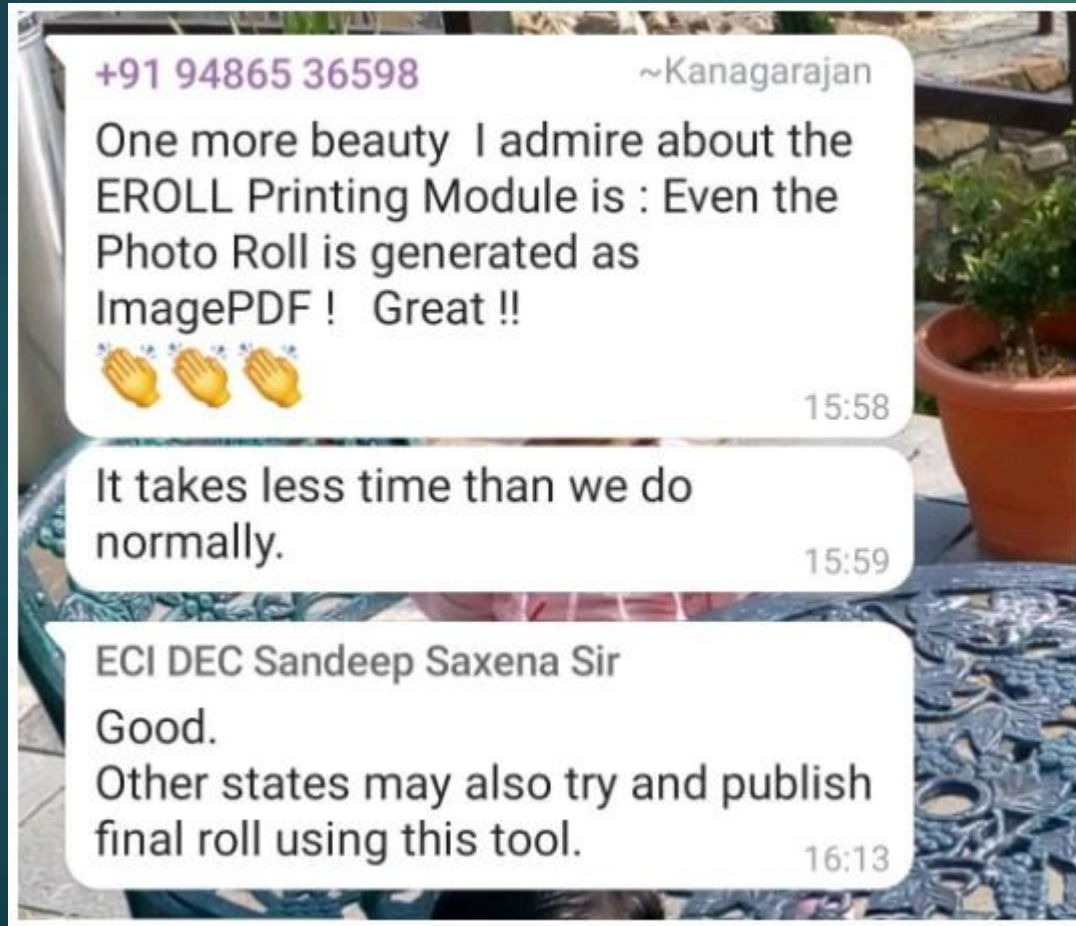 +91 94865 36598 ~Kanagarajan
One more beauty I admire about the
EROLL Printing Module is : Even the
Photo Roll is generated as
ImagePDF ! Great !!
👏👏👏
15:58
It takes less time than we do
normally.
15:59
ECI DEC Sandeep Saxena Sir
Good.
Other states may also try and publish
final roll using this tool.
16:13